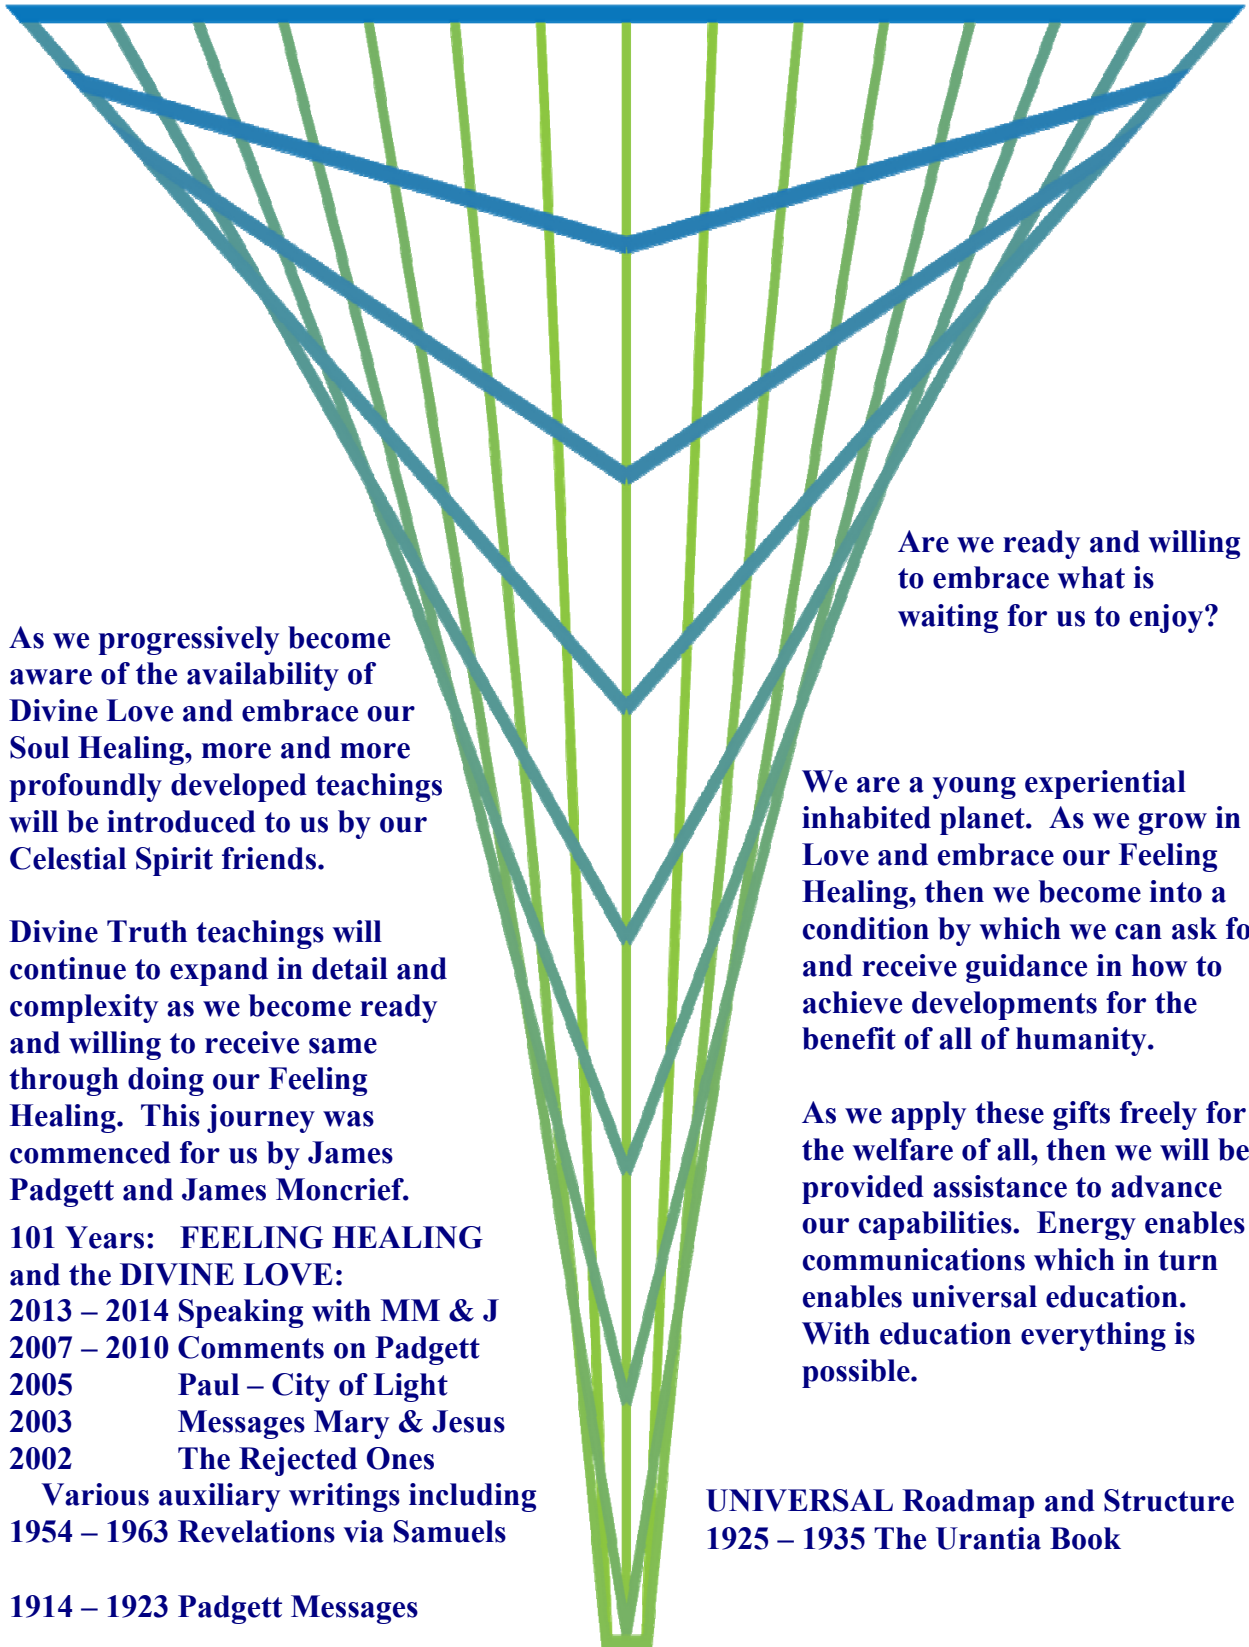 As we progressively become
aware of the availability of
Divine Love and embrace our
Soul Healing, more and more
profoundly developed teachings
will be introduced to us by our
Celestial Spirit friends.
Divine Truth teachings will
continue to expand in detail and
complexity as we become ready
and willing to receive same
through doing our Feeling
Healing.  This journey was
commenced for us by James
Padgett and James Moncrief.
101 Years:   FEELING HEALING
and the DIVINE LOVE:
2013 – 2014 Speaking with MM & J
2007 – 2010 Comments on Padgett
2005 Paul – City of Light
2003 Messages Mary & Jesus
2002 The Rejected Ones
Various auxiliary writings including
1954 – 1963 Revelations via Samuels
1914 – 1923 Padgett Messages
Are we ready and willing
to embrace what is
waiting for us to enjoy?
We are a young experiential
inhabited planet.  As we grow in
Love and embrace our Feeling
Healing, then we become into a
condition by which we can ask fo
and receive guidance in how to
achieve developments for the
benefit of all of humanity.
As we apply these gifts freely for
the welfare of all, then we will be
provided assistance to advance
our capabilities.  Energy enables
communications which in turn
enables universal education.
With education everything is
possible.
UNIVERSAL Roadmap and Structure
1925 – 1935 The Urantia Book